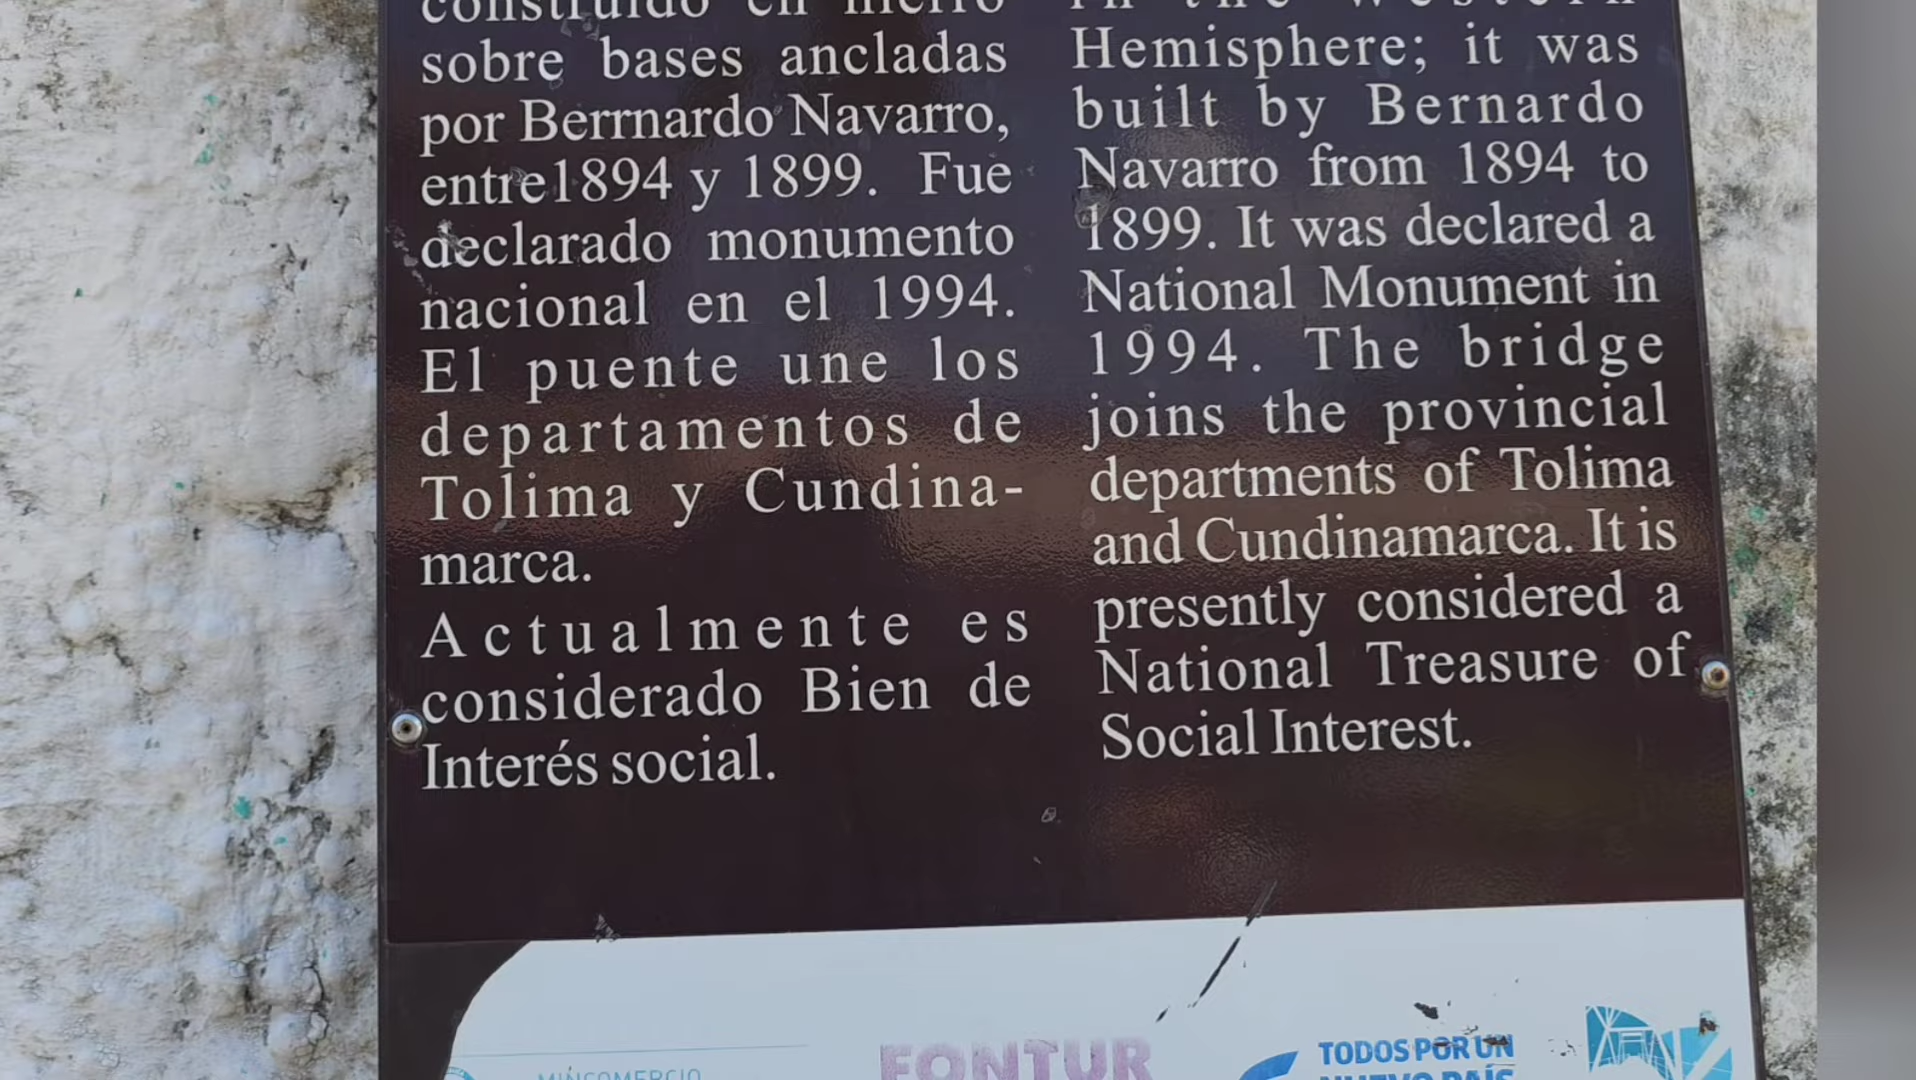 construido en hierro
sobre bases ancladas
por Berrnardo Navarro,
entre1894 y 1899. Fue
declarado monumento
nacional en el 1994.
El puente une los
departamentos de
Tolima y Cundina-
marca.
Actualmente es
considerado Bien de
Interés social.
in the Western
Hemisphere; it was
built by Bernardo
Navarro from 1894 to
1899. It was declared a
National Monument in
1994. The bridge
joins the provincial
departments of Tolima
and Cundinamarca. It is
presently considered a
National Treasure of
Social Interest.
MINCOMERCIO
FONTUR
TODOS POR UN
NUEVO PAÍS